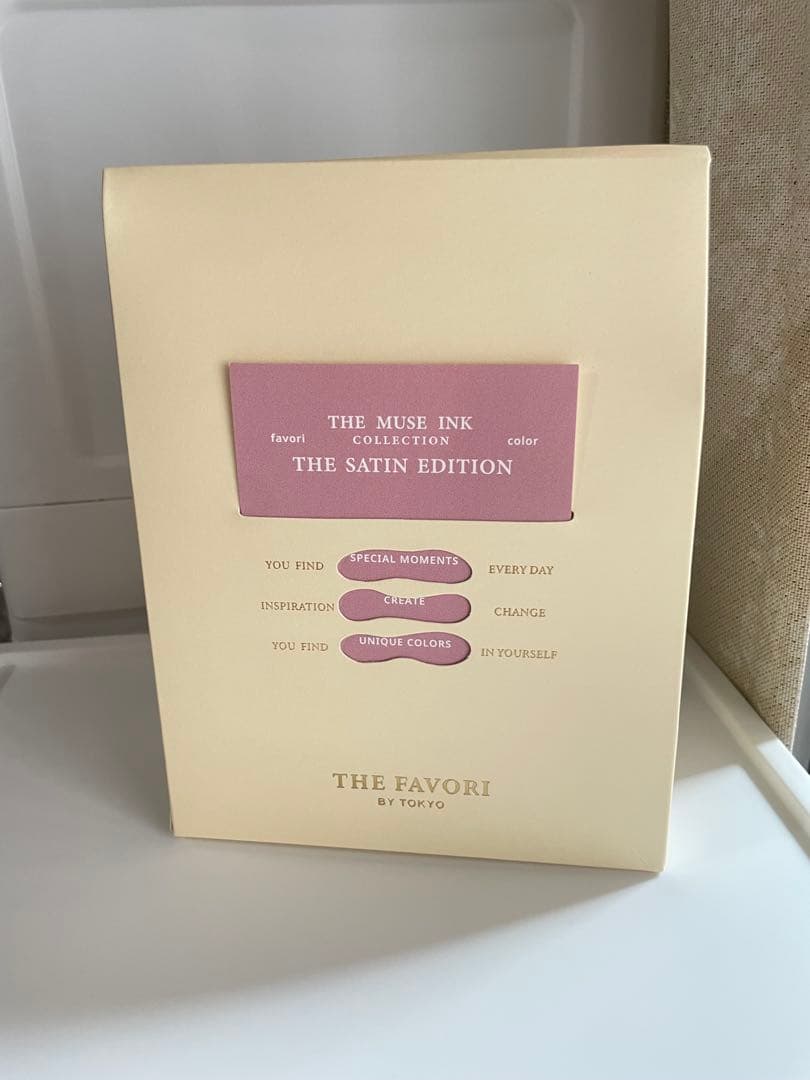 THE MUSE INK
favori COLLECTION color
THE SATIN EDITION
YOU FIND SPECIAL MOMENTS EVERY DAY
INSPIRATION CREATE CHANGE
YOU FIND UNIQUE COLORS IN YOURSELF
THE FAVORI
BY TOKYO